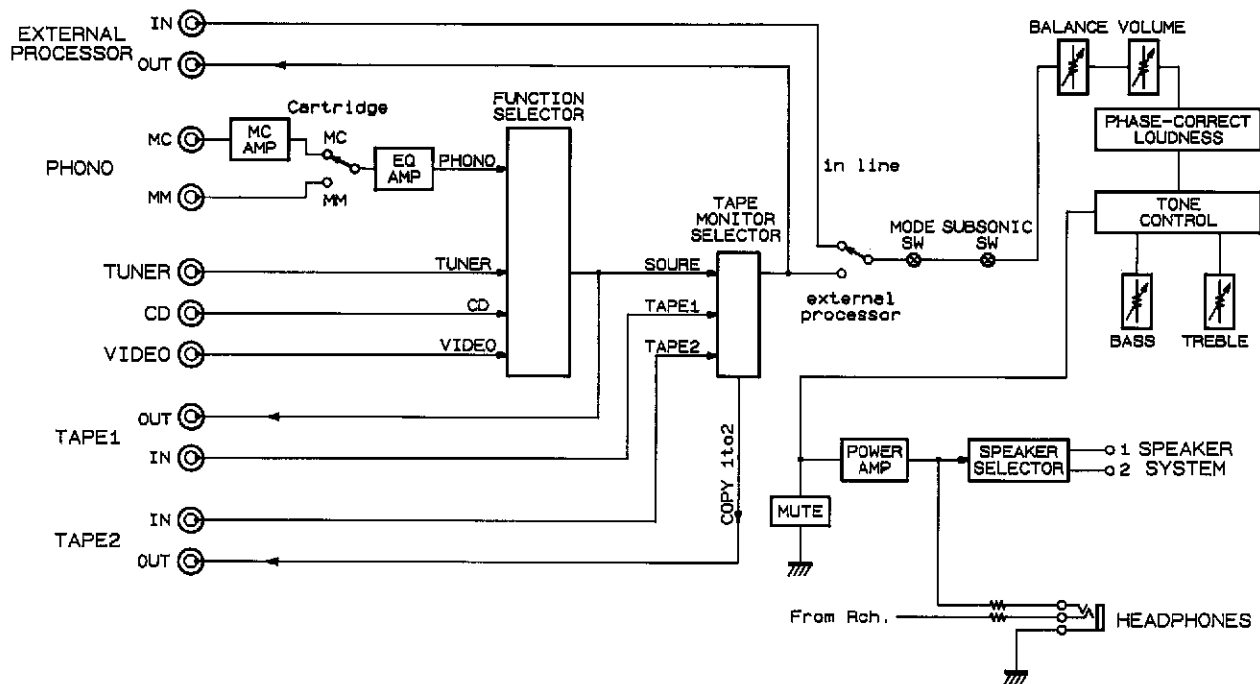 EXTERNAL
PROCESSOR
IN
OUT
BALANCE VOLUME
FUNCTION
SELECTOR
Cartridge
PHONO
MC
MC
AMP
MC
MM
EQ
AMP
PHONO
MM
PHASE-CORRECT
LOUDNESS
in line
TONE
CONTROL
TAPE
MONITOR
SELECTOR
MODE
SW
SUBSONIC
SW
TUNER
TUNER
SOURE
CD
CD
TAPE1
external
processor
VIDEO
VIDEO
TAPE2
BASS
TREBLE
TAPE1
OUT
IN
COPY 1to2
POWER
AMP
SPEAKER
SELECTOR
1 SPEAKER
2 SYSTEM
MUTE
TAPE2
IN
OUT
From Rch.
HEADPHONES